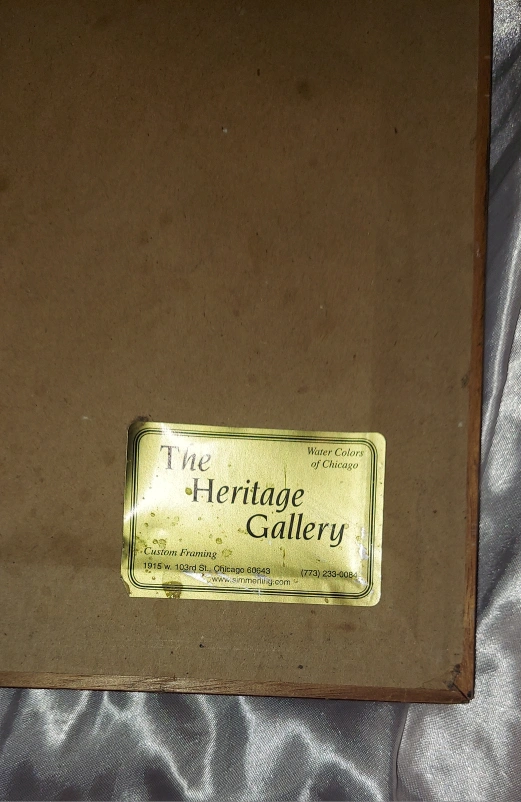 The
Heritage
Gallery
Water Colors
of Chicago
Custom Framing
1915 w. 103rd St., Chicago 60643
(773) 233-0084
www.simmerling.com